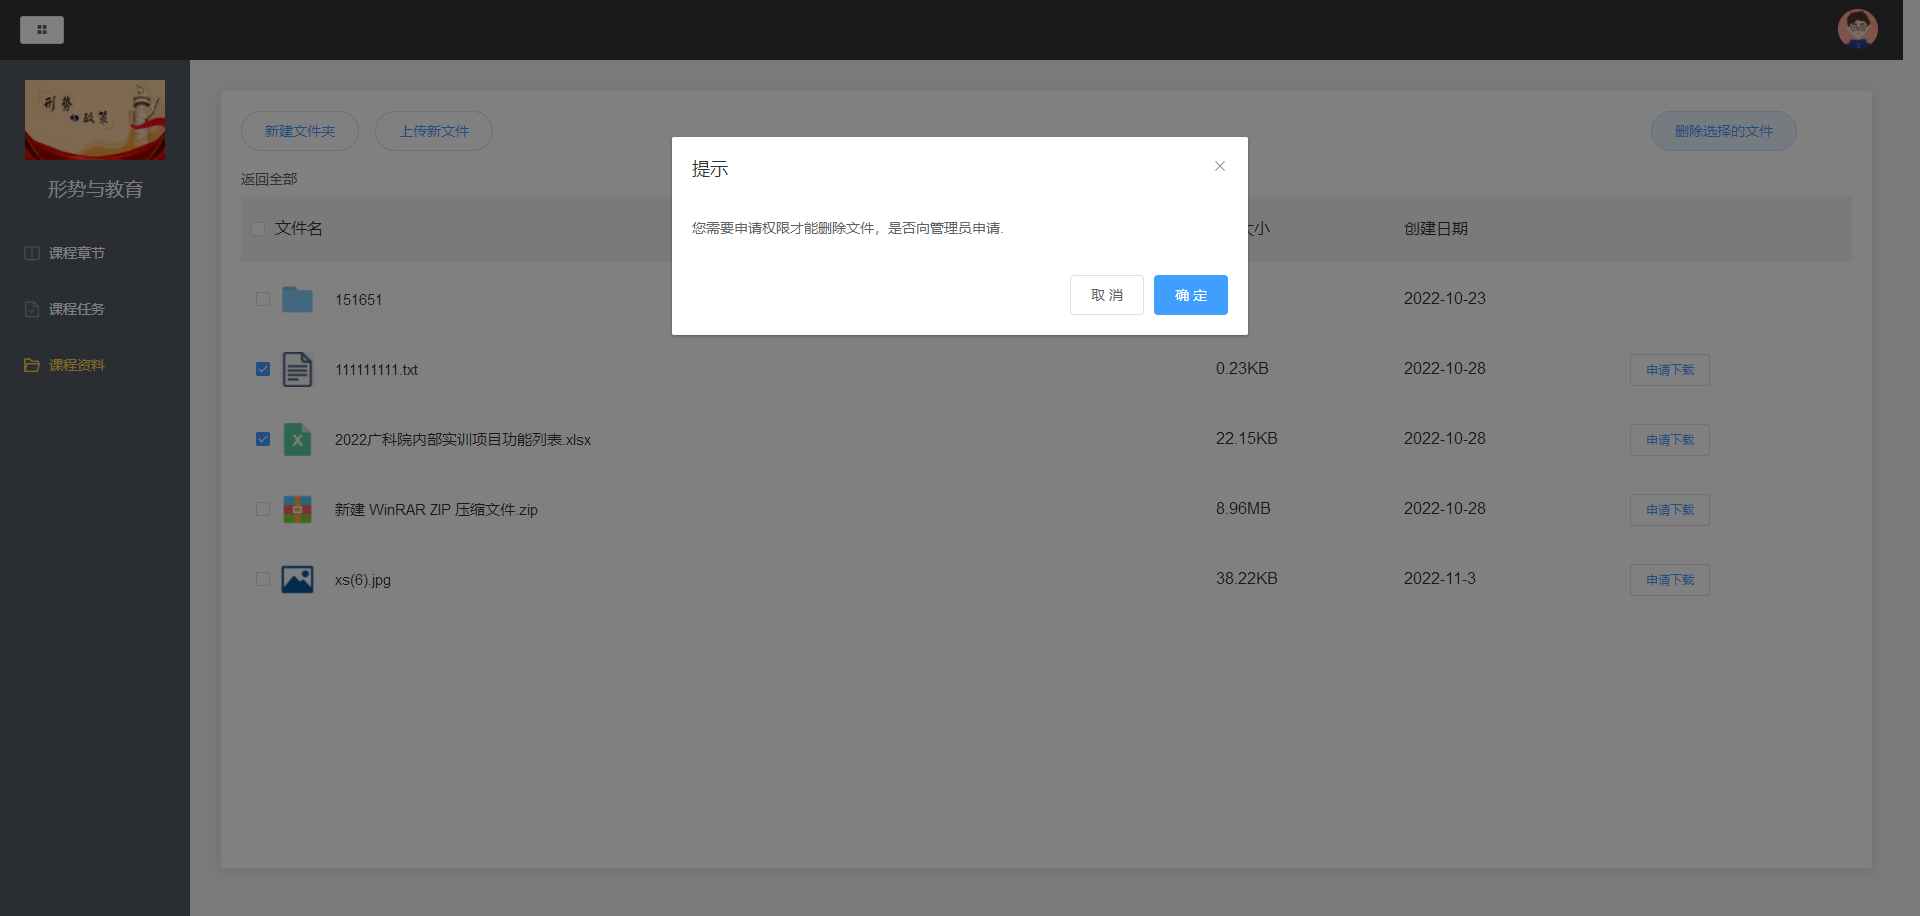 形势与政策
形势与教育
课程章节
课程任务
课程资料
新建文件夹
上传新文件
删除选择的文件
返回全部
提示
您需要申请权限才能删除文件，是否向管理员申请.
取 消
确 定
文件名
大小
创建日期
151651
2022-10-23
111111111.txt
0.23KB
2022-10-28
申请下载
2022广科院内部实训项目功能列表.xlsx
22.15KB
2022-10-28
申请下载
新建 WinRAR ZIP 压缩文件.zip
8.96MB
2022-10-28
申请下载
xs(6).jpg
38.22KB
2022-11-3
申请下载